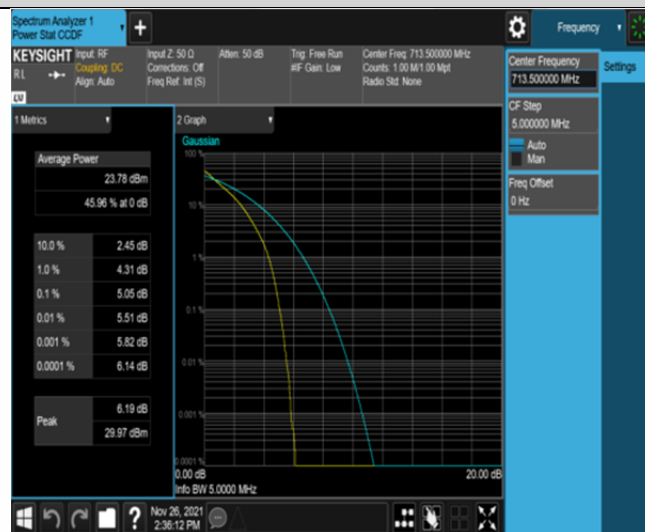 Spectrum Analyzer 1
Power Stat CCDF
Frequency
KEYSIGHT
RL
Input: RF
Coupling: DC
Align: Auto
Input Z: 50 Ω
Corrections: Off
Freq Ref: Int (S)
Atten: 50 dB
Trig: Free Run
#IF Gain: Low
Center Freq: 713.500000 MHz
Counts: 1.00 M/1.00 Mpt
Radio Std: None
Center Frequency
713.500000 MHz
Settings
CF Step
5.000000 MHz
Auto
Man
Freq Offset
0 Hz
1 Metrics
Average Power
23.78 dBm
45.96 % at 0 dB
10.0 % 2.45 dB
1.0 % 4.31 dB
0.1 % 5.05 dB
0.01 % 5.51 dB
0.001 % 5.82 dB
0.0001 % 6.14 dB
Peak 6.19 dB
29.97 dBm
2 Graph
Gaussian
100 %
10 %
1 %
0.1 %
0.01 %
0.001 %
0.0001 %
0.00 dB 20.00 dB
Info BW 5.0000 MHz
?
Nov 26, 2021
2:36:12 PM